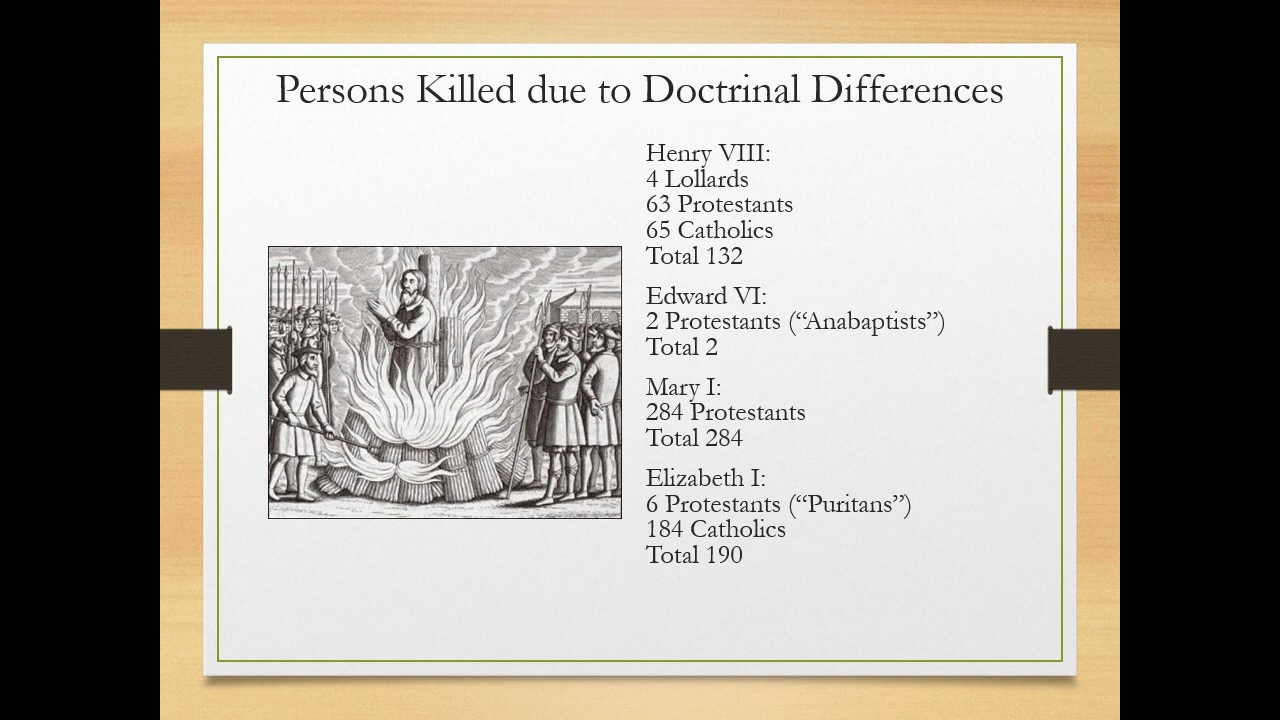 Persons Killed due to Doctrinal Differences
Henry VIII:
4 Lollards
63 Protestants
65 Catholics
Total 132
Edward VI:
2 Protestants (“Anabaptists”)
Total 2
Mary I:
284 Protestants
Total 284
Elizabeth I:
6 Protestants (“Puritans”)
184 Catholics
Total 190